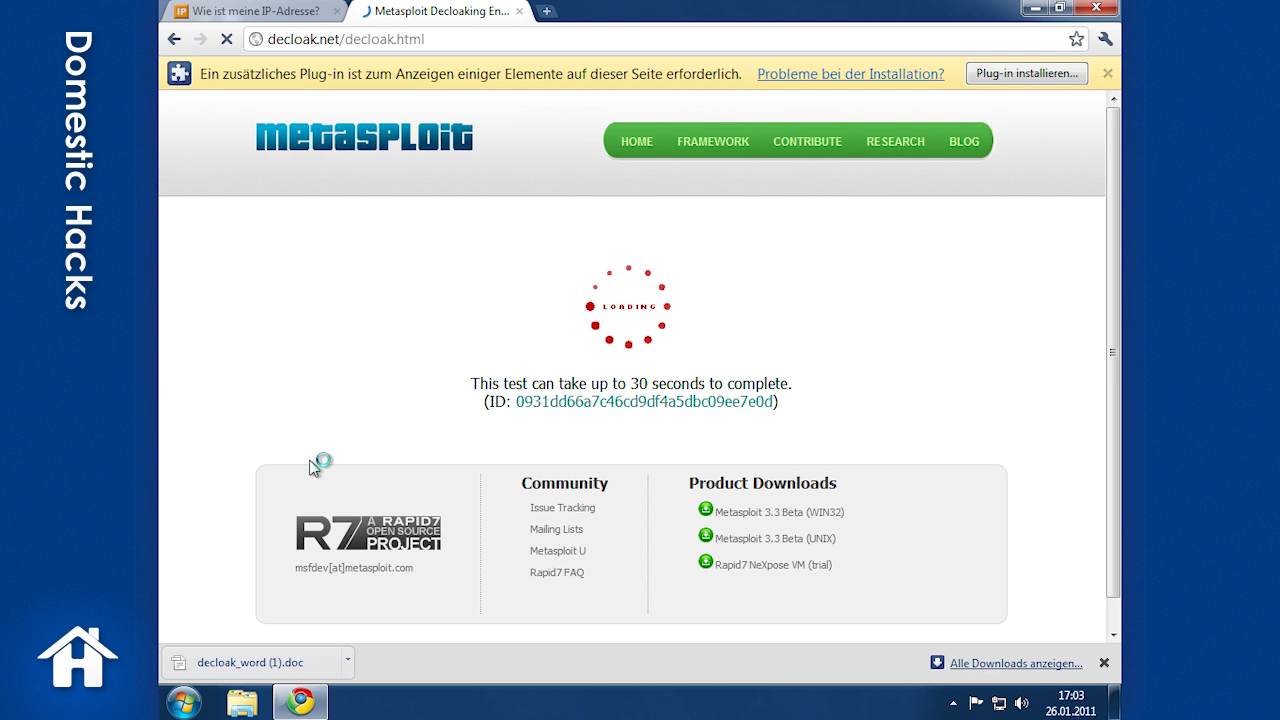 Domestic Hacks
Wie ist meine IP-Adresse?
Metasploit Decloaking En...
decloak.net/decloak.html
Ein zusätzliches Plug-in ist zum Anzeigen einiger Elemente auf dieser Seite erforderlich. Probleme bei der Installation? Plug-in installieren...
metasploit
HOME FRAMEWORK CONTRIBUTE RESEARCH BLOG
LOADING
This test can take up to 30 seconds to complete.
(ID: 0931dd66a7c46cd9df4a5dbc09ee7e0d)
R7 A RAPID7
OPEN SOURCE
PROJECT
msfdev[at]metasploit.com
Community
Issue Tracking
Mailing Lists
Metasploit U
Rapid7 FAQ
Product Downloads
Metasploit 3.3 Beta (WIN32)
Metasploit 3.3 Beta (UNIX)
Rapid7 NeXpose VM (trial)
decloak_word (1).doc
Alle Downloads anzeigen...
17:03
26.01.2011
H